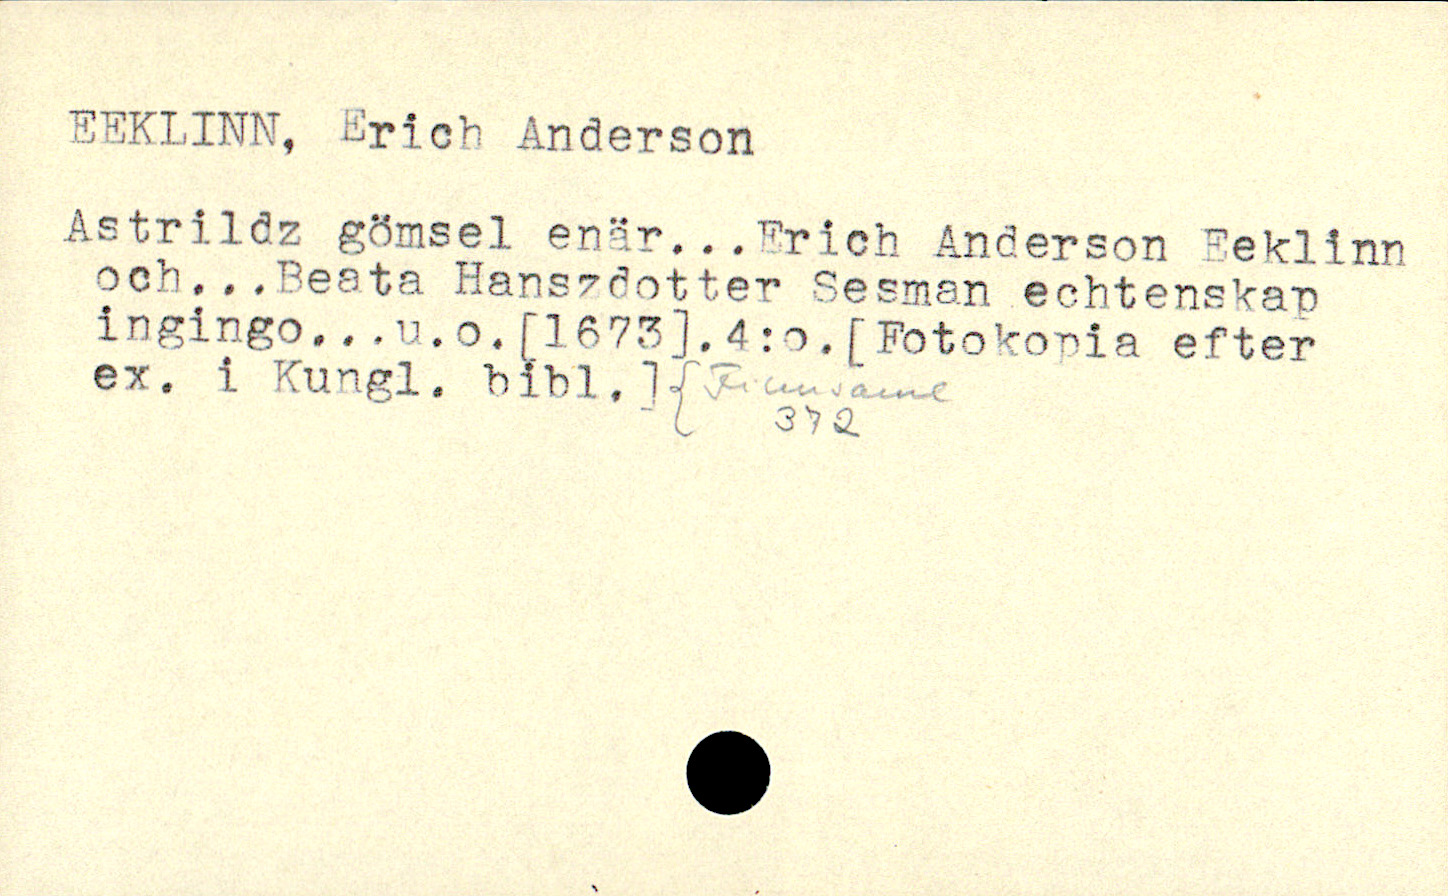 EEKLINN, Erich Anderson
Astrildz gömsel enär...Erich Anderson Eeklinn
och...Beata Hanszdotter Sesman echtenskap
ingingo...u.o.[1673].4:o.[Fotokopia efter
ex. i Kungl. bibl.]{ Finnsaml
372